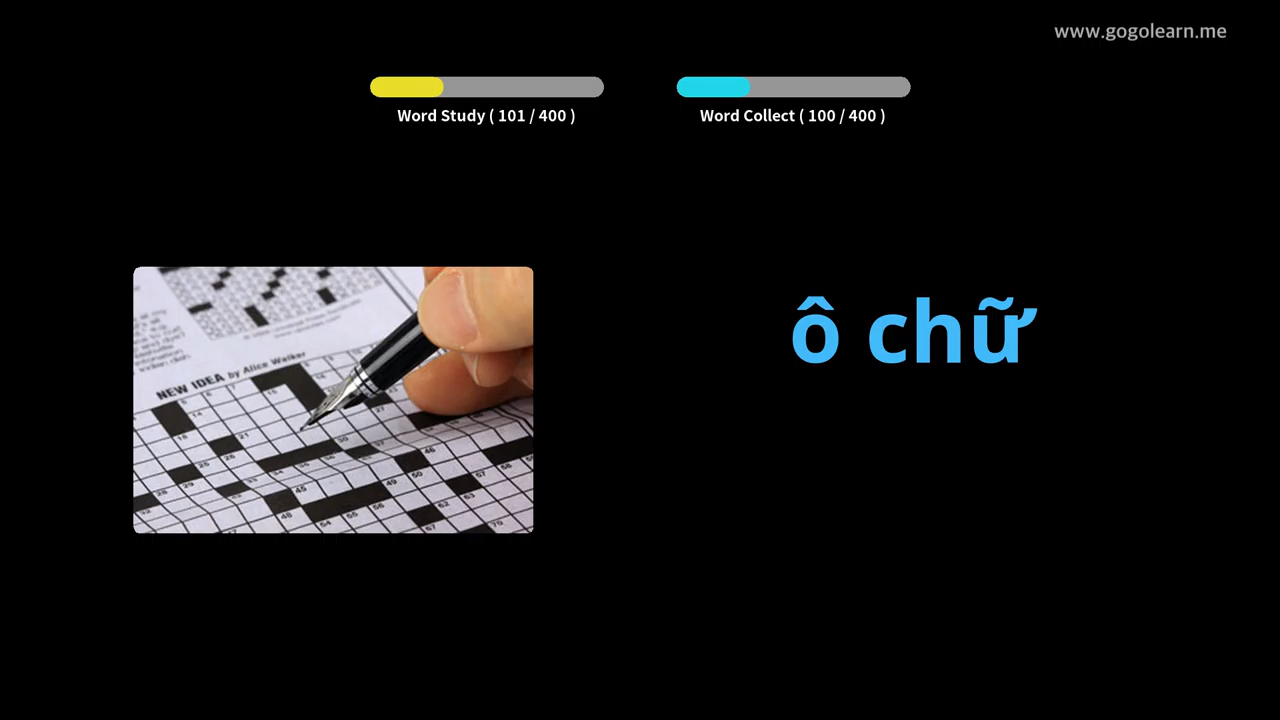 www.gogolearn.me
Word Study ( 101 / 400 )
Word Collect ( 100 / 400 )
ô chữ
NEW IDEA by Alice Walker